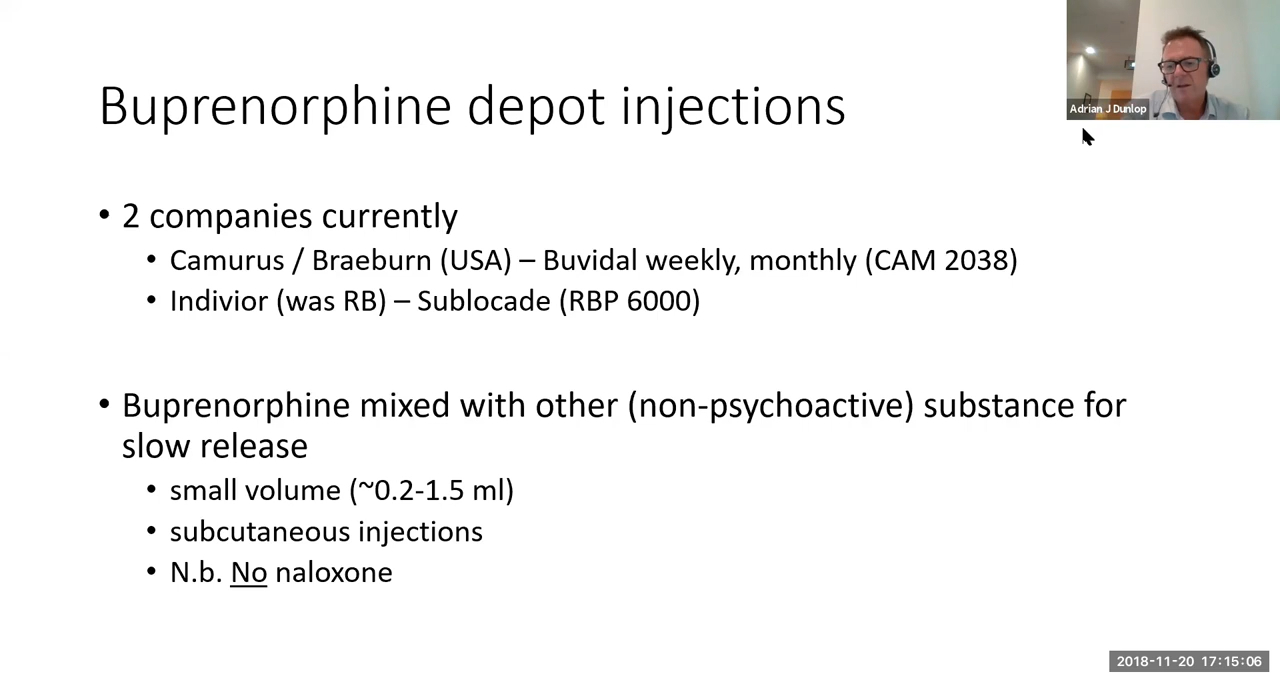 Buprenorphine depot injections
Adrian J Dunlop
• 2 companies currently
• Camurus / Braeburn (USA) – Buvidal weekly, monthly (CAM 2038)
• Indivior (was RB) – Sublocade (RBP 6000)
• Buprenorphine mixed with other (non-psychoactive) substance for
slow release
• small volume (~0.2-1.5 ml)
• subcutaneous injections
• N.b. No naloxone
2018-11-20 17:15:06